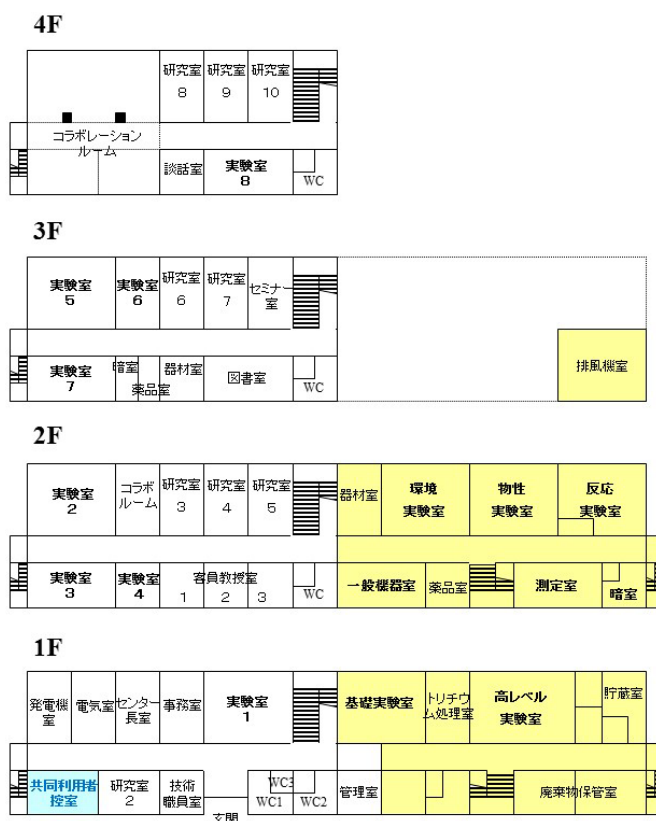 4F
研究室 研究室 研究室
8 9 10
コラボレーション
ルーム
談話室 実験室
8 WC
3F
実験室 実験室 研究室 研究室 セミナー
5 6 6 7 室
実験室 暗室 器材室 図書室
7 薬品室 WC
排風機室
2F
実験室 コラボ 研究室 研究室 研究室 器材室 環境 物性 反応
2 ルーム 3 4 5 実験室 実験室 実験室
実験室 実験室 客員教授室 一般機器室 薬品室 測定室 暗室
3 4 1 2 3 WC
1F
発電機 電気室 センター 事務室 実験室 基礎実験室 トリチウ 高レベル 貯蔵室
室 長室 1 ム処理室 実験室
共同利用者 研究室 技術 WC3 管理室 廃棄物保管室
控室 2 職員室 WC1 WC2
玄関